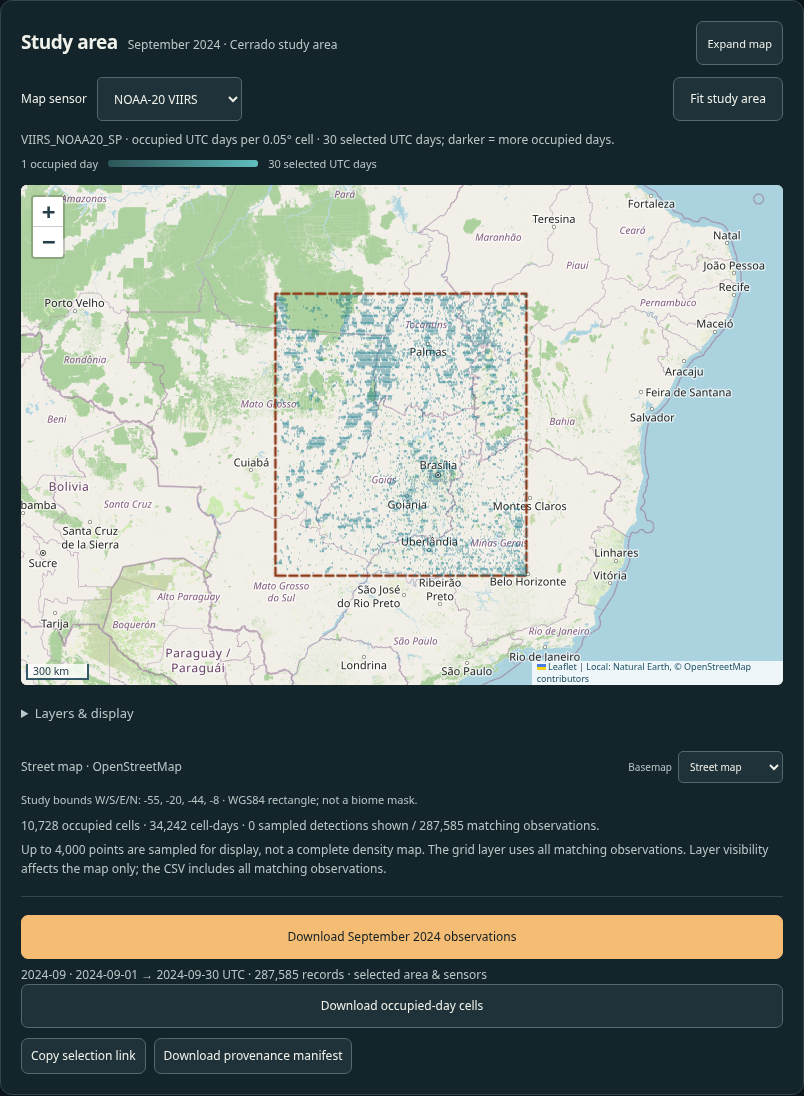 Study area September 2024 · Cerrado study area
Expand map
Map sensor NOAA-20 VIIRS
Fit study area
VIIRS_NOAA20_SP · occupied UTC days per 0.05° cell · 30 selected UTC days; darker = more occupied days.
1 occupied day 30 selected UTC days
+
−
Amazonas
Pará
Fortaleza
Teresina
Maranhão
Ceará
Natal
Piauí
João Pessoa
Recife
Porto Velho
Pernambuco
Tocantins
Maceió
Palmas
Rondônia
Aracaju
Feira de Santana
Mato Grosso
Beni
Bahia
Salvador
Cuiabá
Brasília
Bolivia
Goiás
Santa Cruz
Goiânia
Montes Claros
bamba
Santa Cruz
de la Sierra
Uberlândia
Minas Gerais
Linhares
Sucre
Vitória
Mato Grosso
do Sul
Ribeirão
Preto
Belo Horizonte
São José
do Rio Preto
Alto Paraguay
Tarija
Boquerón
Rio de Janeiro
São Paulo
Paraguay /
Paraguái
Rio de Janeiro
Londrina
São Paulo
300 km
Leaflet | Local: Natural Earth, © OpenStreetMap
contributors
Layers & display
Street map · OpenStreetMap
Basemap Street map
Study bounds W/S/E/N: -55, -20, -44, -8 · WGS84 rectangle; not a biome mask.
10,728 occupied cells · 34,242 cell-days · 0 sampled detections shown / 287,585 matching observations.
Up to 4,000 points are sampled for display, not a complete density map. The grid layer uses all matching observations. Layer visibility
affects the map only; the CSV includes all matching observations.
Download September 2024 observations
2024-09 · 2024-09-01 → 2024-09-30 UTC · 287,585 records · selected area & sensors
Download occupied-day cells
Copy selection link
Download provenance manifest